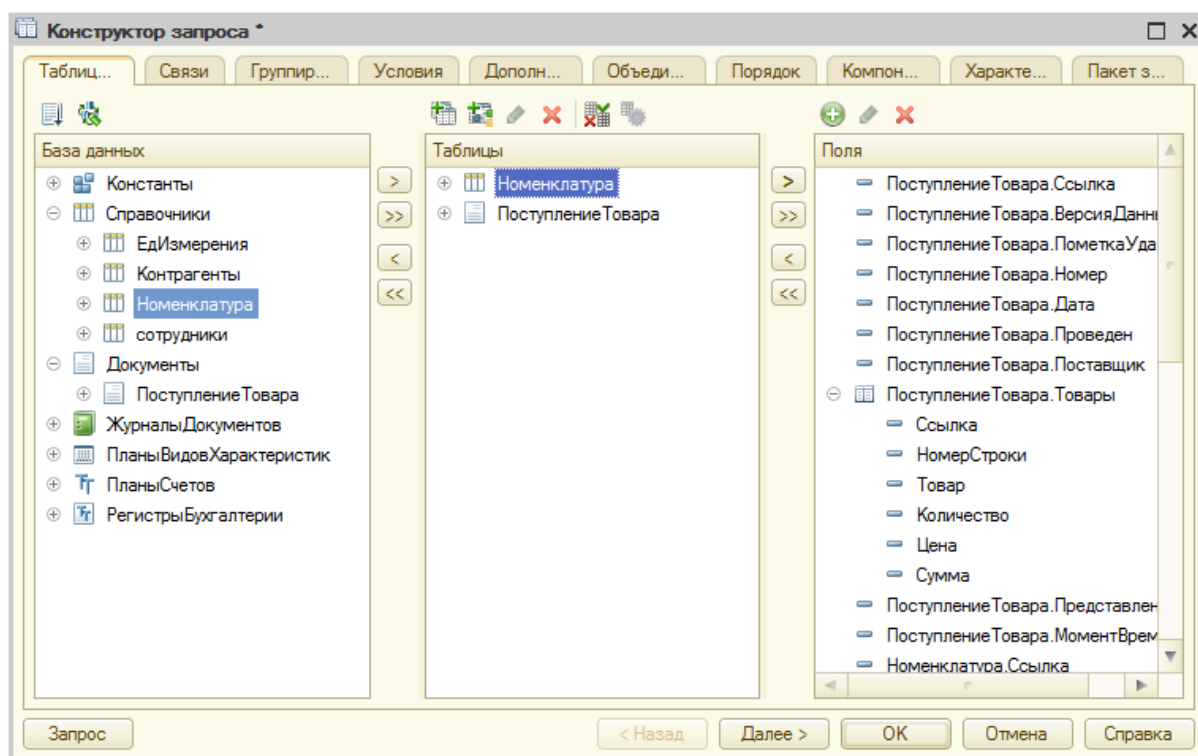 Конструктор запроса *
Таблиц... Связи Группир... Условия Дополн... Объеди... Порядок Компон... Характе... Пакет з...
База данных
Константы
Справочники
ЕдИзмерения
Контрагенты
Номенклатура
сотрудники
Документы
ПоступлениеТовара
ЖурналыДокументов
ПланыВидовХарактеристик
ПланыСчетов
РегистрыБухгалтерии
>
>>
<
<<
Таблицы
Номенклатура
ПоступлениеТовара
>
>>
<
<<
Поля
ПоступлениеТовара.Ссылка
ПоступлениеТовара.ВерсияДанн
ПоступлениеТовара.ПометкаУда
ПоступлениеТовара.Номер
ПоступлениеТовара.Дата
ПоступлениеТовара.Проведен
ПоступлениеТовара.Поставщик
ПоступлениеТовара.Товары
Ссылка
НомерСтроки
Товар
Количество
Цена
Сумма
ПоступлениеТовара.Представлен
ПоступлениеТовара.МоментВрем
Номенклатура.Ссылка
Запрос < Назад Далее > ОК Отмена Справка